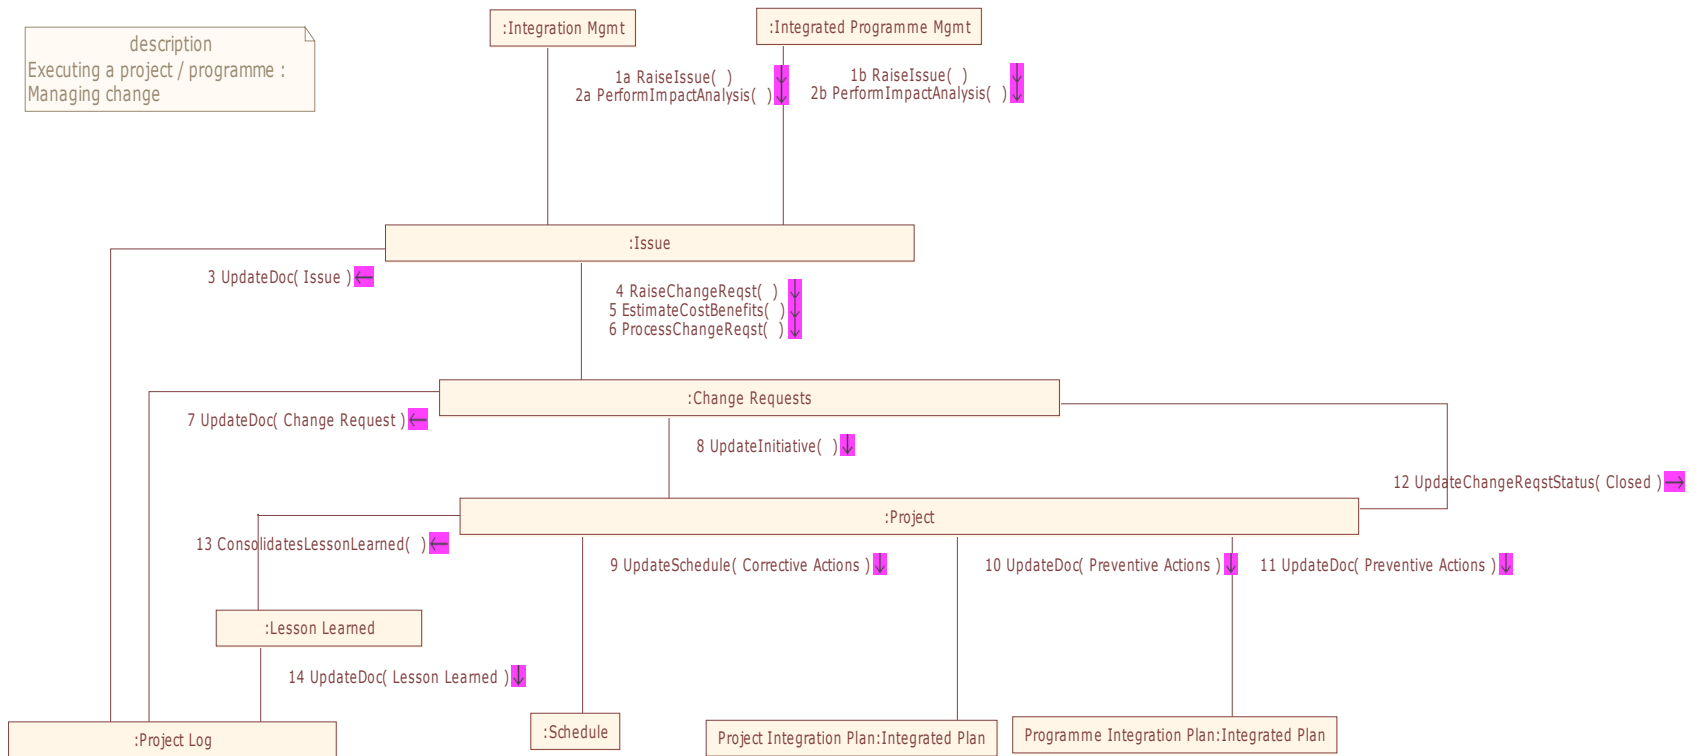 :Integration Mgmt
:Integrated Programme Mgmt
description
Executing a project / programme :
Managing change
1a RaiseIssue( )
2a PerformImpactAnalysis( )
1b RaiseIssue( )
2b PerformImpactAnalysis( )
:Issue
3 UpdateDoc( Issue )
4 RaiseChangeReqst( )
5 EstimateCostBenefits( )
6 ProcessChangeReqst( )
:Change Requests
7 UpdateDoc( Change Request )
8 UpdateInitiative( )
12 UpdateChangeReqstStatus( Closed )
:Project
13 ConsolidatesLessonLearned( )
9 UpdateSchedule( Corrective Actions )
10 UpdateDoc( Preventive Actions )
11 UpdateDoc( Preventive Actions )
:Lesson Learned
14 UpdateDoc( Lesson Learned )
:Project Log
:Schedule
Project Integration Plan:Integrated Plan
Programme Integration Plan:Integrated Plan